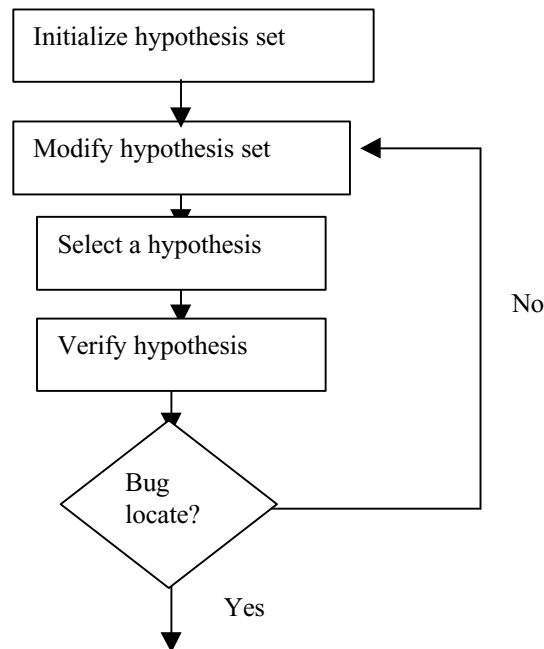 Initialize hypothesis set
Modify hypothesis set
Select a hypothesis
No
Verify hypothesis
Bug
locate?
Yes